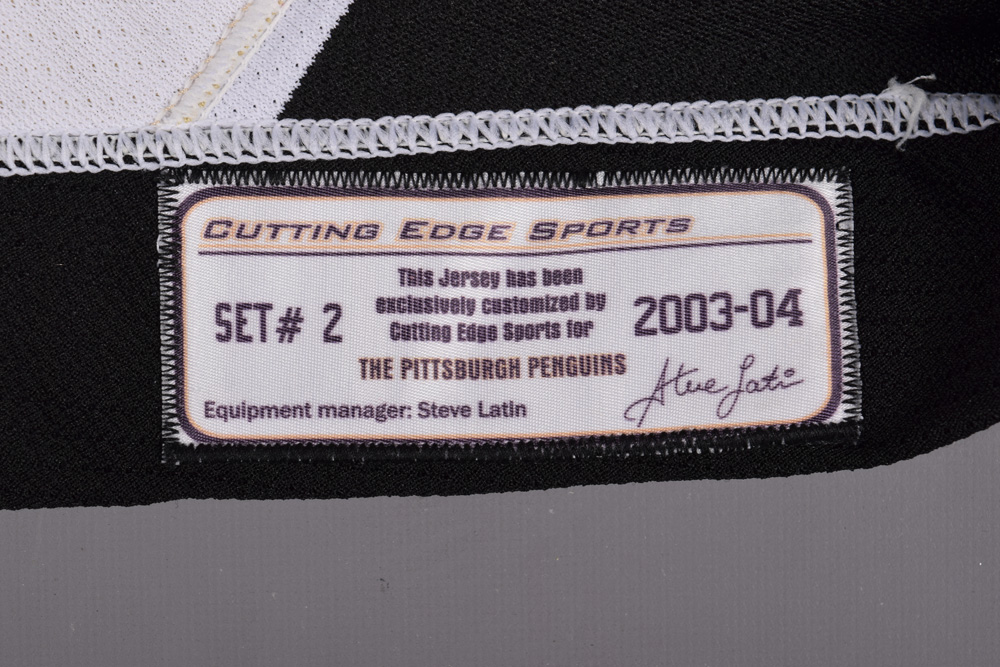 CUTTING EDGE SPORTS
This Jersey has been
exclusively customized by
Cutting Edge Sports for
SET# 2
2003-04
THE PITTSBURGH PENGUINS
Equipment manager: Steve Latin
Steve Latin